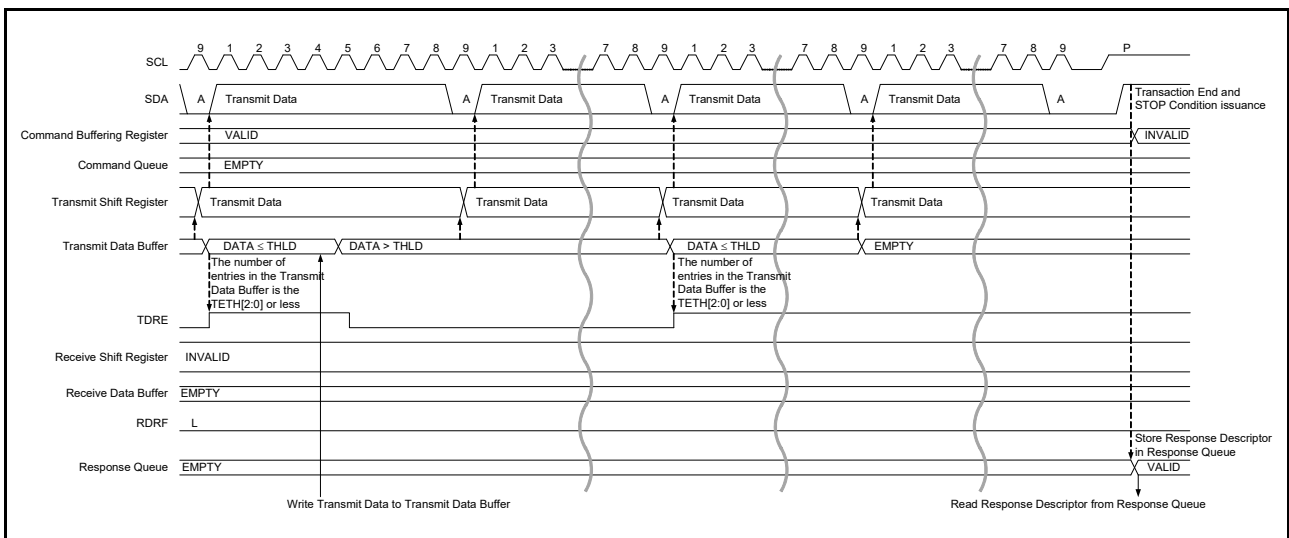 9 1 2 3 4 5 6 7 8 9 1 2 3 7 8 9 1 2 3 7 8 9 1 2 3 7 8 9 P
SCL
SDA A Transmit Data A Transmit Data A Transmit Data A Transmit Data A
Transaction End and
STOP Condition issuance
Command Buffering Register VALID INVALID
Command Queue EMPTY
Transmit Shift Register Transmit Data Transmit Data Transmit Data Transmit Data
Transmit Data Buffer DATA ≤ THLD DATA > THLD DATA ≤ THLD EMPTY
The number of
entries in the Transmit
Data Buffer is the
TETH[2:0] or less
The number of
entries in the Transmit
Data Buffer is the
TETH[2:0] or less
TDRE
Receive Shift Register INVALID
Receive Data Buffer EMPTY
RDRF L
Store Response Descriptor
in Response Queue
Response Queue EMPTY VALID
Write Transmit Data to Transmit Data Buffer
Read Response Descriptor from Response Queue